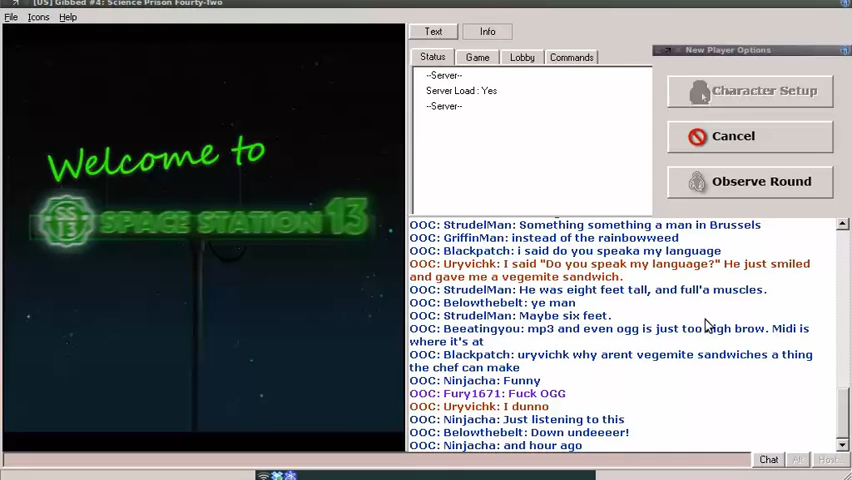 [US] Gibbed #4: Science Prison Fourty-Two
File Icons Help
Text Info
Status Game Lobby Commands
--Server--
Server Load : Yes
--Server--
New Player Options
Character Setup
Cancel
Observe Round
Welcome to
SS
13
SPACE STATION 13
OOC: StrudelMan: Something something a man in Brussels
OOC: GriffinMan: instead of the rainbowweed
OOC: Blackpatch: i said do you speaka my language
OOC: Uryvichk: I said "Do you speak my language?" He just smiled
and gave me a vegemite sandwich.
OOC: StrudelMan: He was eight feet tall, and full'a muscles.
OOC: Belowthebelt: ye man
OOC: StrudelMan: Maybe six feet.
OOC: Beeatingyou: mp3 and even ogg is just too high brow. Midi is
where it's at
OOC: Blackpatch: uryvichk why arent vegemite sandwiches a thing
the chef can make
OOC: Ninjacha: Funny
OOC: Fury1671: Fuck OGG
OOC: Uryvichk: I dunno
OOC: Ninjacha: Just listening to this
OOC: Belowthebelt: Down undeeeer!
OOC: Ninjacha: and hour ago
Chat Alt Host